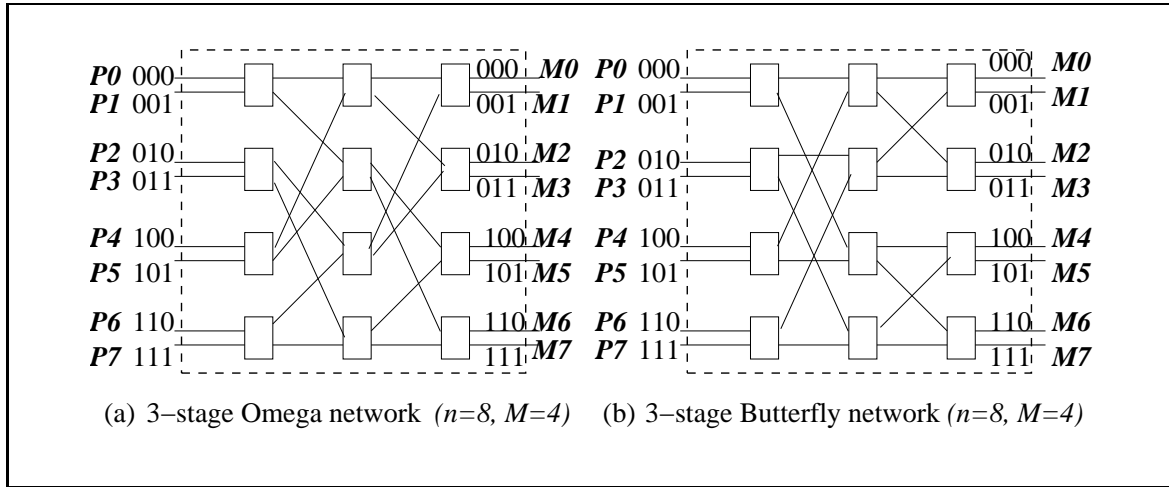 P0 000 000 M0 P0 000 000 M0
P1 001 001 M1 P1 001 001 M1
P2 010 010 M2 P2 010 010 M2
P3 011 011 M3 P3 011 011 M3
P4 100 100 M4 P4 100 100 M4
P5 101 101 M5 P5 101 101 M5
P6 110 110 M6 P6 110 110 M6
P7 111 111 M7 P7 111 111 M7
(a) 3−stage Omega network (n=8, M=4) (b) 3−stage Butterfly network (n=8, M=4)